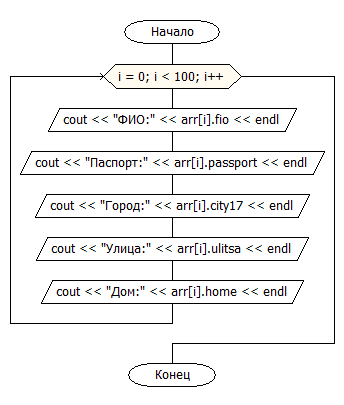 Начало
i = 0; i < 100; i++
cout << "ФИО:" << arr[i].fio << endl
cout << "Паспорт:" << arr[i].passport << endl
cout << "Город:" << arr[i].city17 << endl
cout << "Улица:" << arr[i].ulitsa << endl
cout << "Дом:" << arr[i].home << endl
Конец